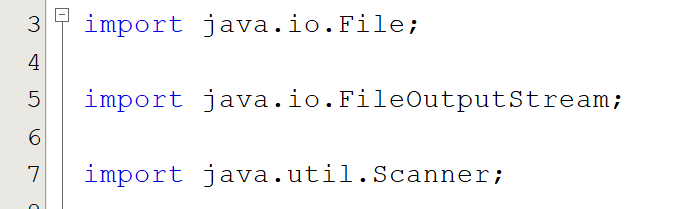 3 import java.io.File;
4
5 import java.io.FileOutputStream;
6
7 import java.util.Scanner;